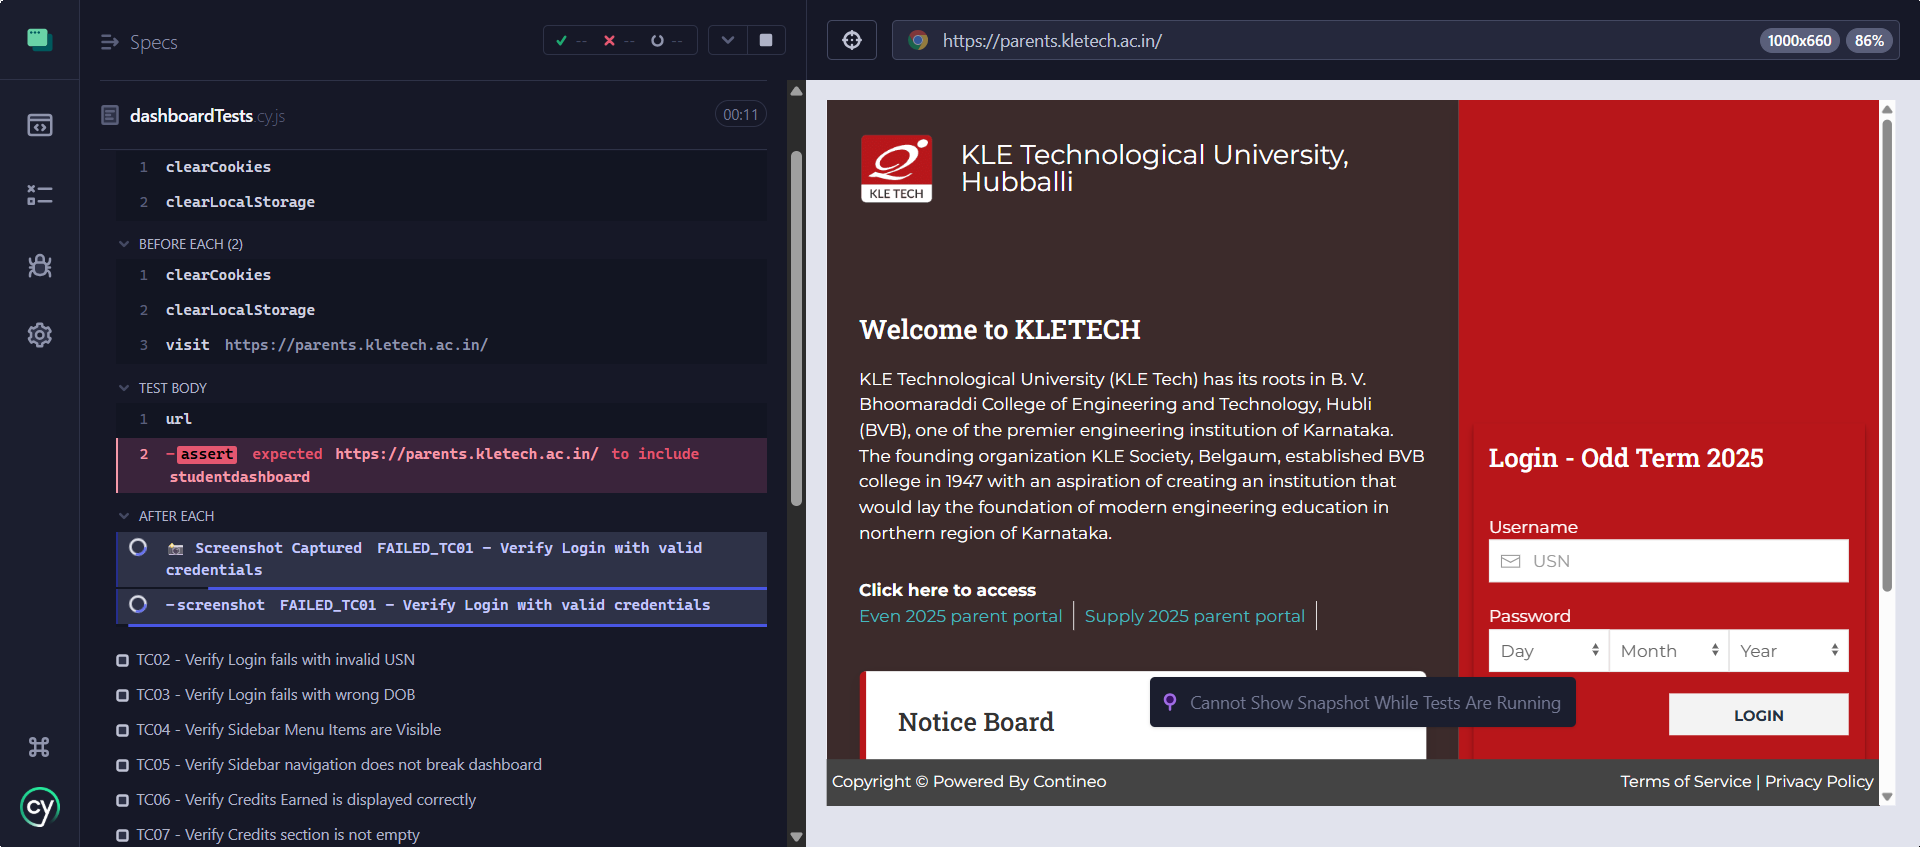 Specs
-- -- --
dashboardTests.cy.js
00:11
1 clearCookies
2 clearLocalStorage
BEFORE EACH (2)
1 clearCookies
2 clearLocalStorage
3 visit https://parents.kletech.ac.in/
TEST BODY
1 url
2 -assert expected https://parents.kletech.ac.in/ to include
studentdashboard
AFTER EACH
Screenshot Captured FAILED_TC01 - Verify Login with valid
credentials
-screenshot FAILED_TC01 - Verify Login with valid credentials
TC02 - Verify Login fails with invalid USN
TC03 - Verify Login fails with wrong DOB
TC04 - Verify Sidebar Menu Items are Visible
TC05 - Verify Sidebar navigation does not break dashboard
TC06 - Verify Credits Earned is displayed correctly
TC07 - Verify Credits section is not empty
cy
https://parents.kletech.ac.in/
1000x660 86%
KLE TECH
KLE Technological University,
Hubballi
Welcome to KLETECH
KLE Technological University (KLE Tech) has its roots in B. V.
Bhoomaraddi College of Engineering and Technology, Hubli
(BVB), one of the premier engineering institution of Karnataka.
The founding organization KLE Society, Belgaum, established BVB
college in 1947 with an aspiration of creating an institution that
would lay the foundation of modern engineering education in
northern region of Karnataka.
Click here to access
Even 2025 parent portal | Supply 2025 parent portal |
Notice Board
Login - Odd Term 2025
Username
USN
Password
Day Month Year
Cannot Show Snapshot While Tests Are Running
LOGIN
Copyright © Powered By Contineo
Terms of Service | Privacy Policy